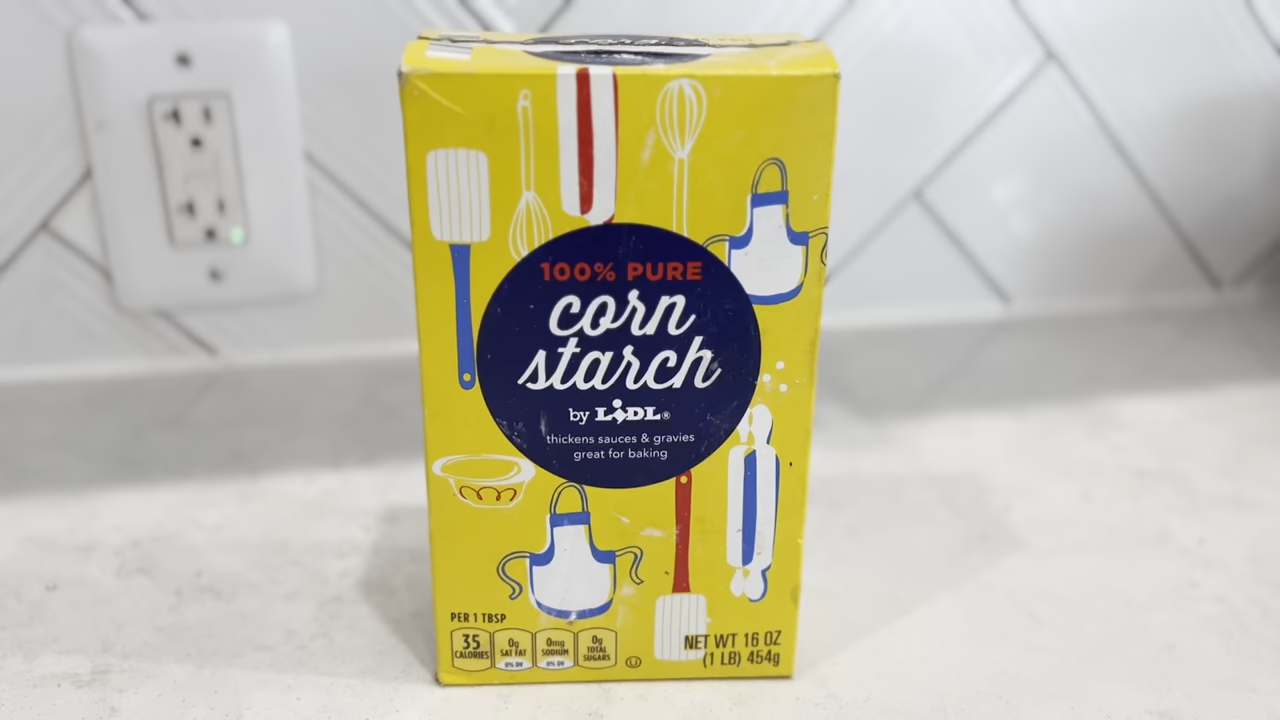 100% PURE
corn
starch
by LIDL®
thickens sauces & gravies
great for baking
PER 1 TBSP
35 CALORIES
0g SAT FAT 0% DV
0mg SODIUM 0% DV
0g TOTAL SUGARS
U
NET WT 16 OZ
(1 LB) 454g